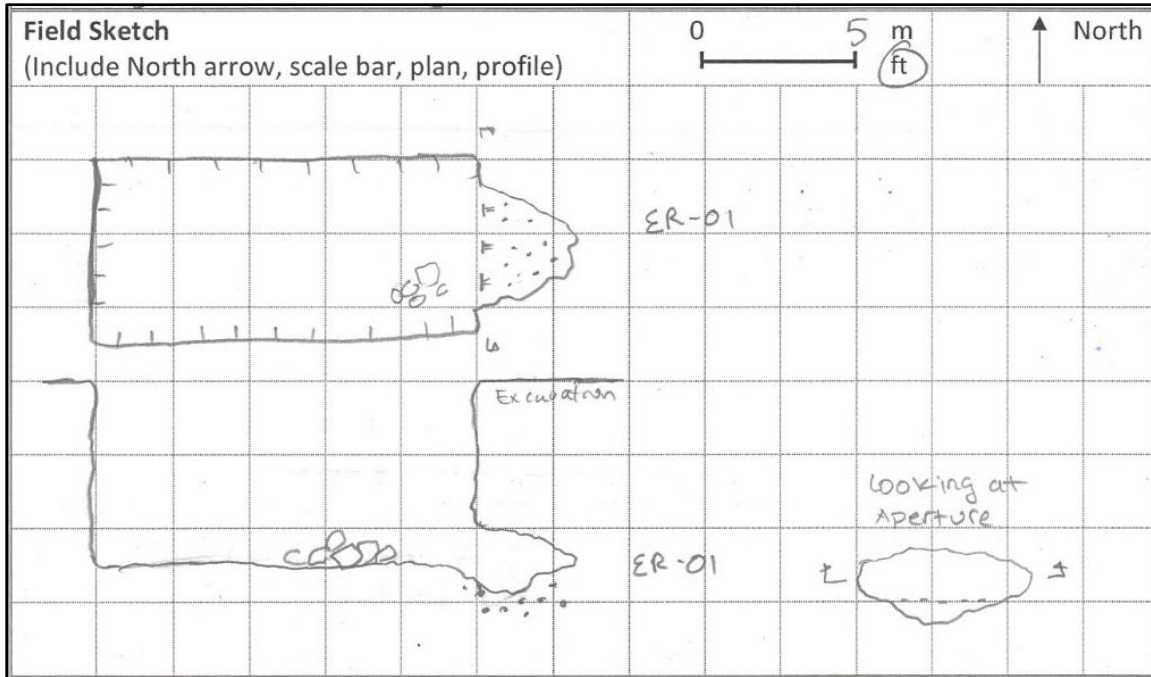 Field Sketch
(Include North arrow, scale bar, plan, profile)
0 5 m
ft
North
ER-01
Excavation
Looking at
Aperture
ER-01